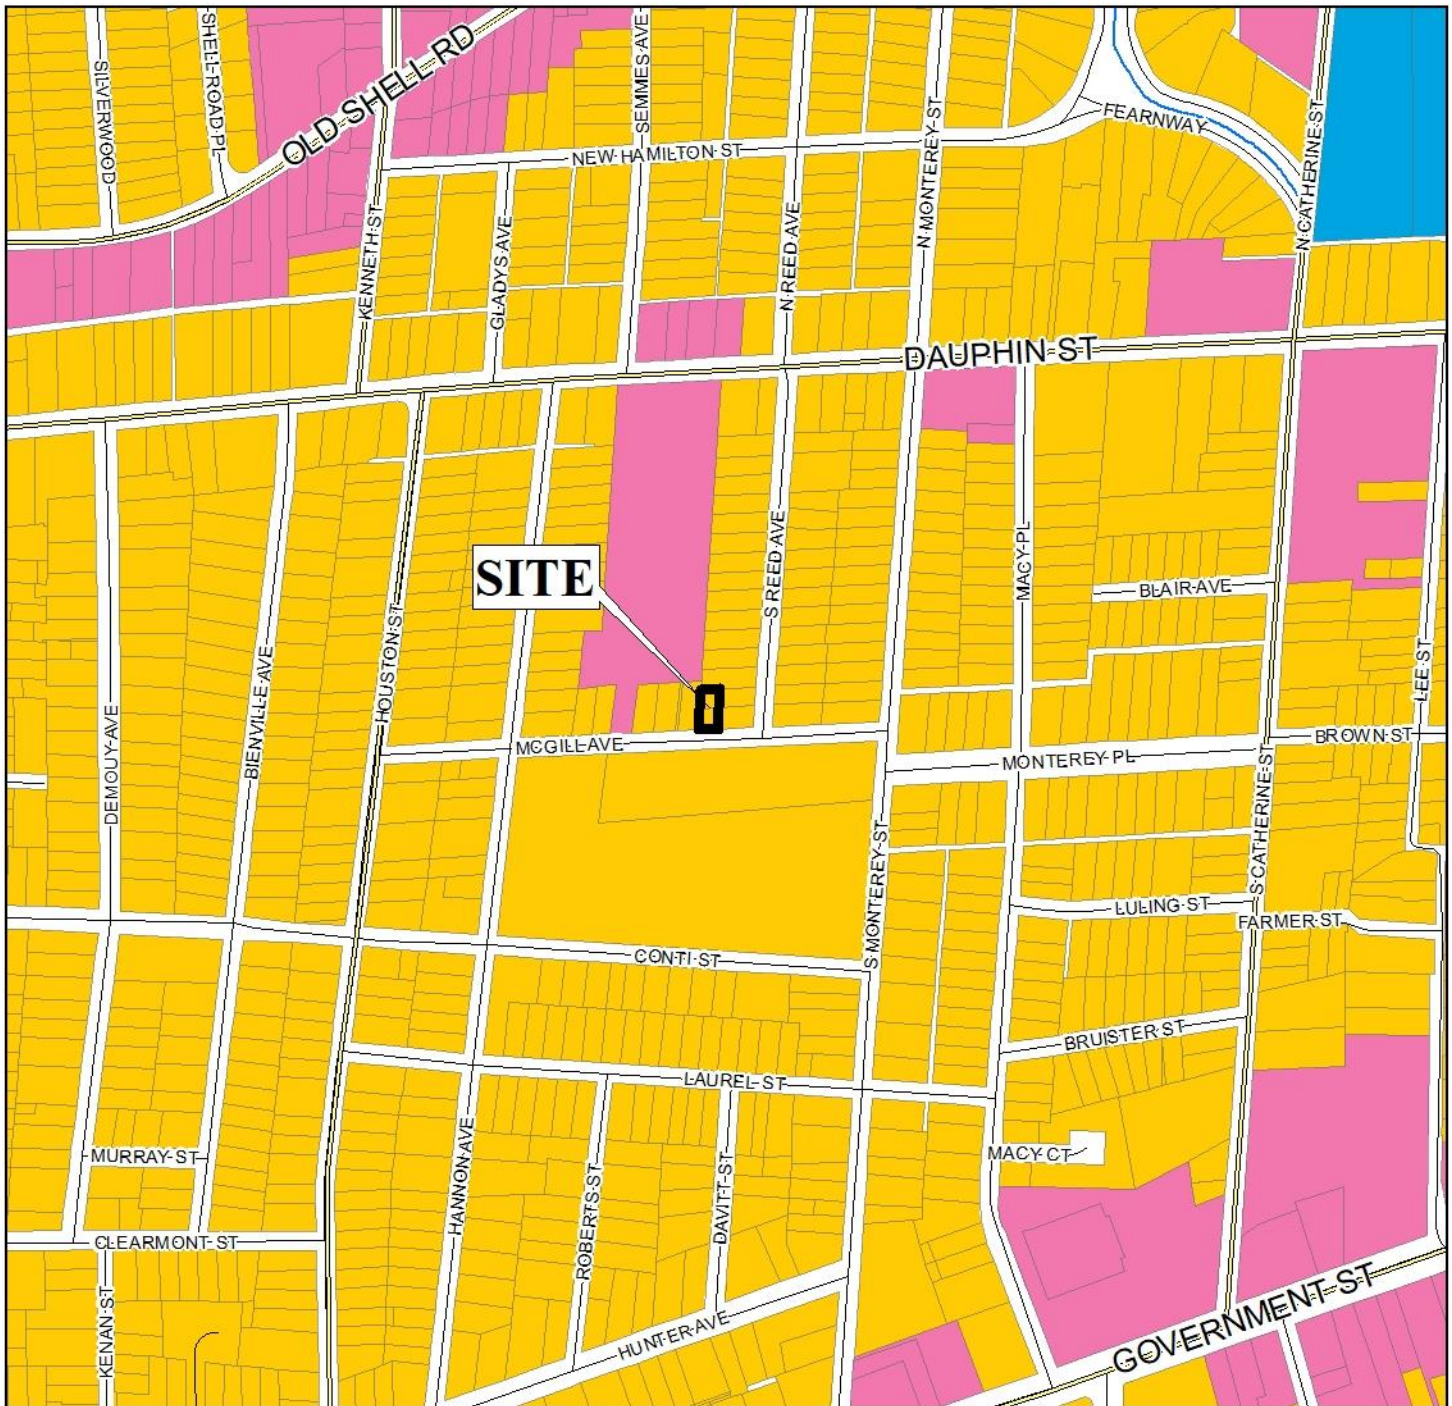 SILVERWOOD
SHELL ROAD PL
OLD SHELL RD
SEMMES AVE
NEW HAMILTON ST
N MONTEREY ST
FEARNWAY
N CATHERINE ST
KENNETH ST
GLADYS AVE
N REED AVE
DAUPHIN ST
SITE
S REED AVE
MACY PL
BLAIR AVE
HOUSTON ST
BIENVILLE AVE
DEMOUY AVE
LEE ST
MCGILL AVE
MONTEREY PL
BROWN ST
S MONTEREY ST
S CATHERINE ST
LULING ST
FARMER ST
CONTI ST
BRUISTER ST
LAUREL ST
MURRAY ST
HANNON AVE
ROBERTS ST
DAVITT ST
MACY CT
CLEARMONT ST
KENAN ST
HUNTER AVE
GOVERNMENT ST